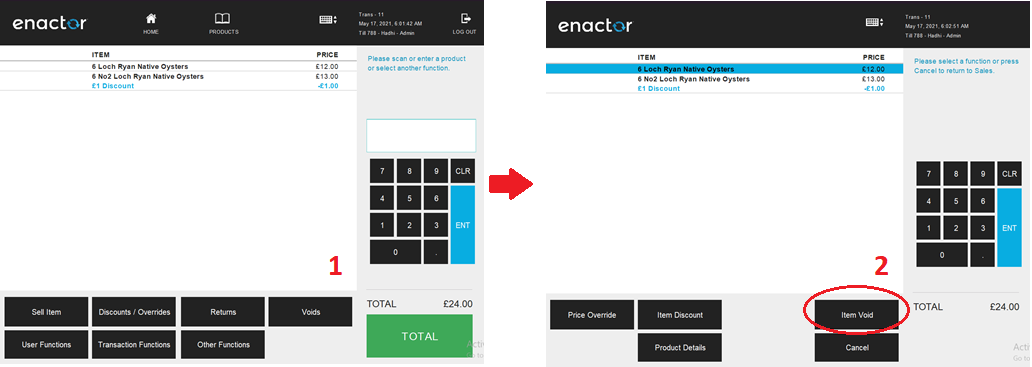 enactor
HOME
PRODUCTS
Trans - 11
May 17, 2021, 6:01:42 AM
Till 788 - Hadhi - Admin
LOG OUT
ITEM PRICE
6 Loch Ryan Native Oysters £12.00
6 No2 Loch Ryan Native Oysters £13.00
£1 Discount -£1.00
Please scan or enter a product
or select another function.
7 8 9 CLR
4 5 6
1 2 3 ENT
0 .
1
TOTAL £24.00
Sell Item Discounts / Overrides Returns Voids
User Functions Transaction Functions Other Functions
TOTAL
Acti
Go to
enactor
Trans - 11
May 17, 2021, 6:02:51 AM
Till 788 - Hadhi - Admin
ITEM PRICE
6 Loch Ryan Native Oysters £12.00
6 No2 Loch Ryan Native Oysters £13.00
£1 Discount -£1.00
Please select a function or press
Cancel to return to Sales.
7 8 9 CLR
4 5 6
1 2 3 ENT
0 .
2
TOTAL £24.00
Price Override Item Discount Item Void
Product Details Cancel
Activ
Go to